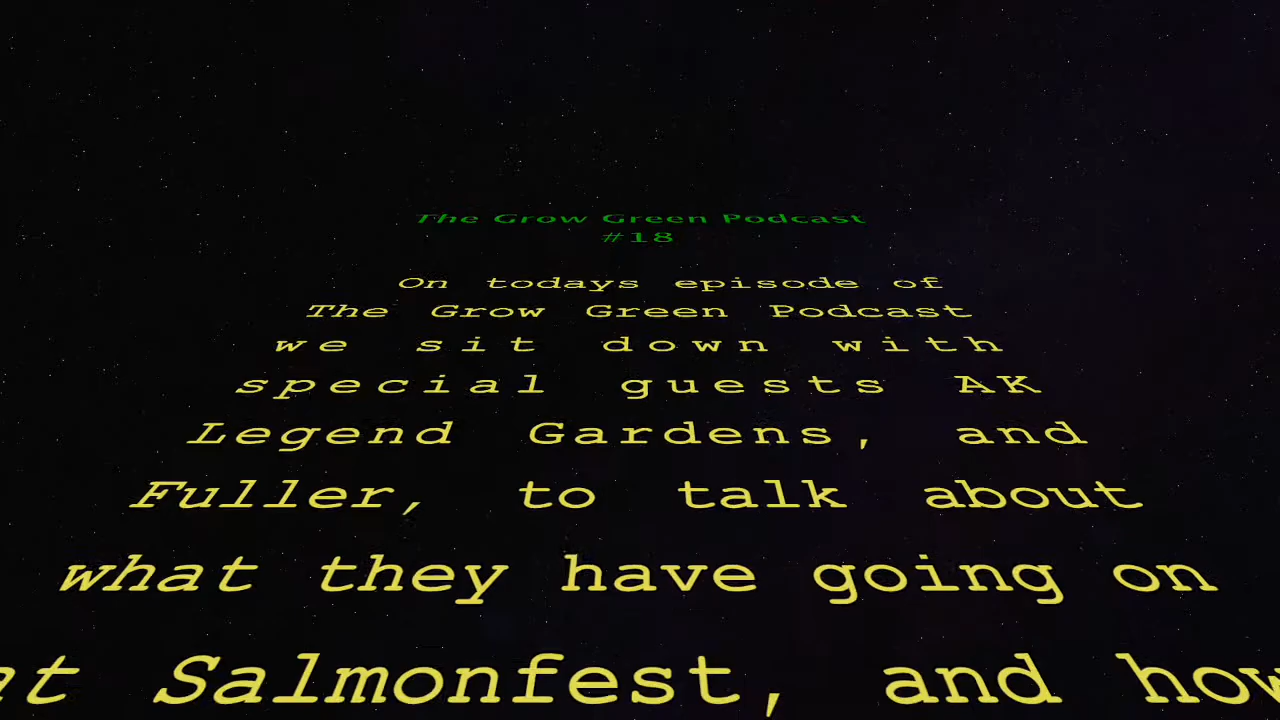 The Grow Green Podcast
#18
On todays episode of
The Grow Green Podcast
we sit down with
special guests AK
Legend Gardens, and
Fuller, to talk about
what they have going on
at Salmonfest, and how